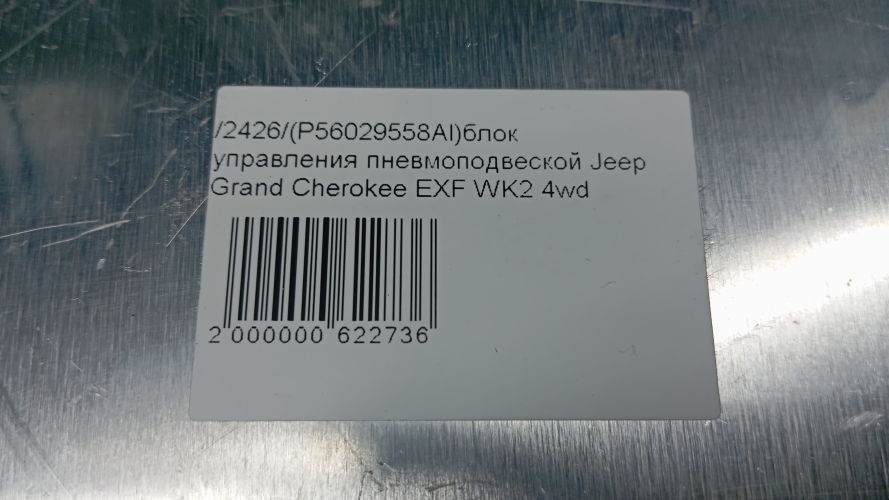 /2426/(P56029558AI)блок
управления пневмоподвеской Jeep
Grand Cherokee EXF WK2 4wd
2 000000 622736